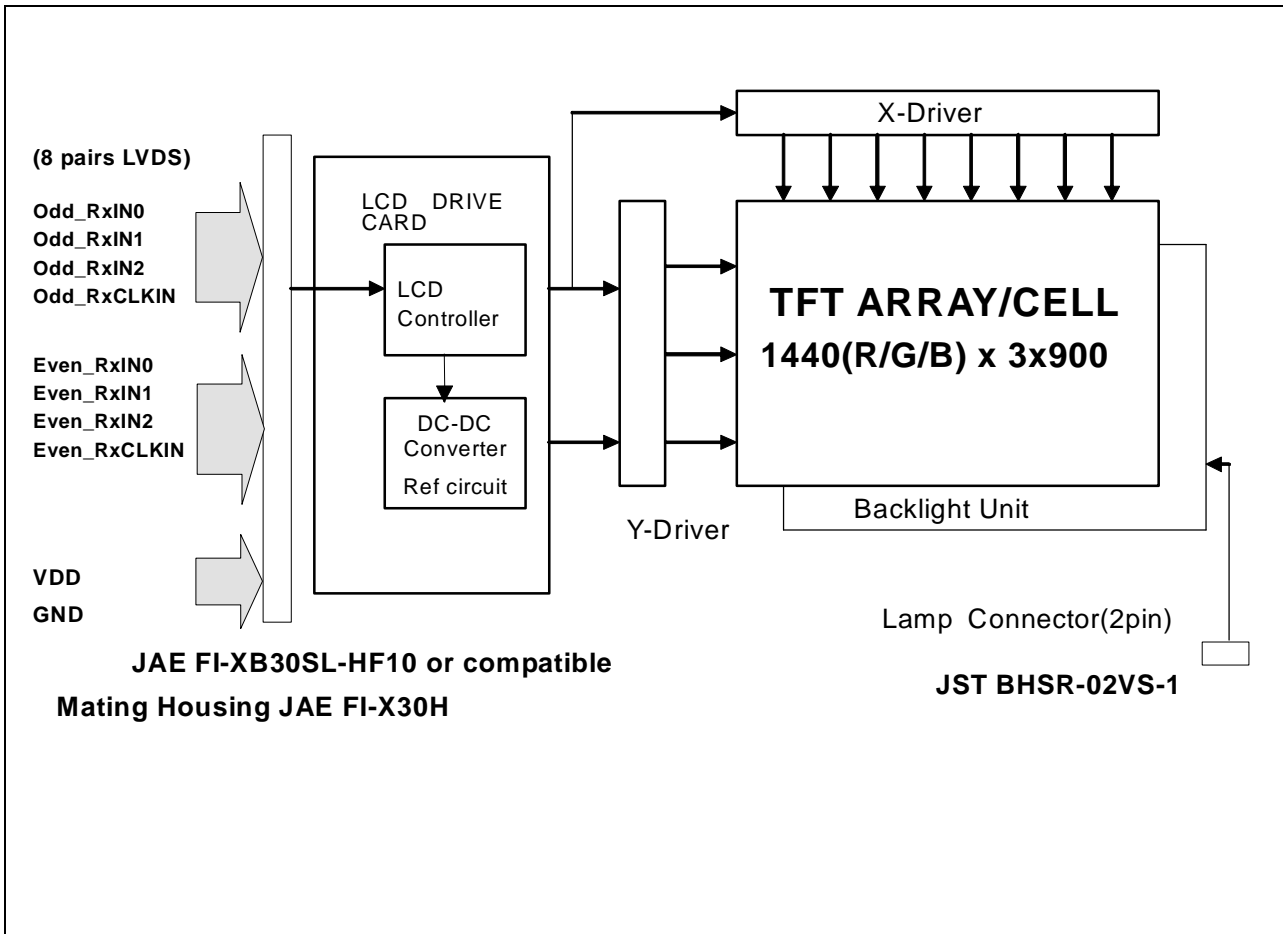 (8 pairs LVDS)
Odd_RxIN0
Odd_RxIN1
Odd_RxIN2
Odd_RxCLKIN
Even_RxIN0
Even_RxIN1
Even_RxIN2
Even_RxCLKIN
VDD
GND
JAE FI-XB30SL-HF10 or compatible
Mating Housing JAE FI-X30H
LCD DRIVE
CARD
LCD
Controller
DC-DC
Converter
Ref circuit
X-Driver
Y-Driver
TFT ARRAY/CELL
1440(R/G/B) x 3x900
Backlight Unit
Lamp Connector(2pin)
JST BHSR-02VS-1